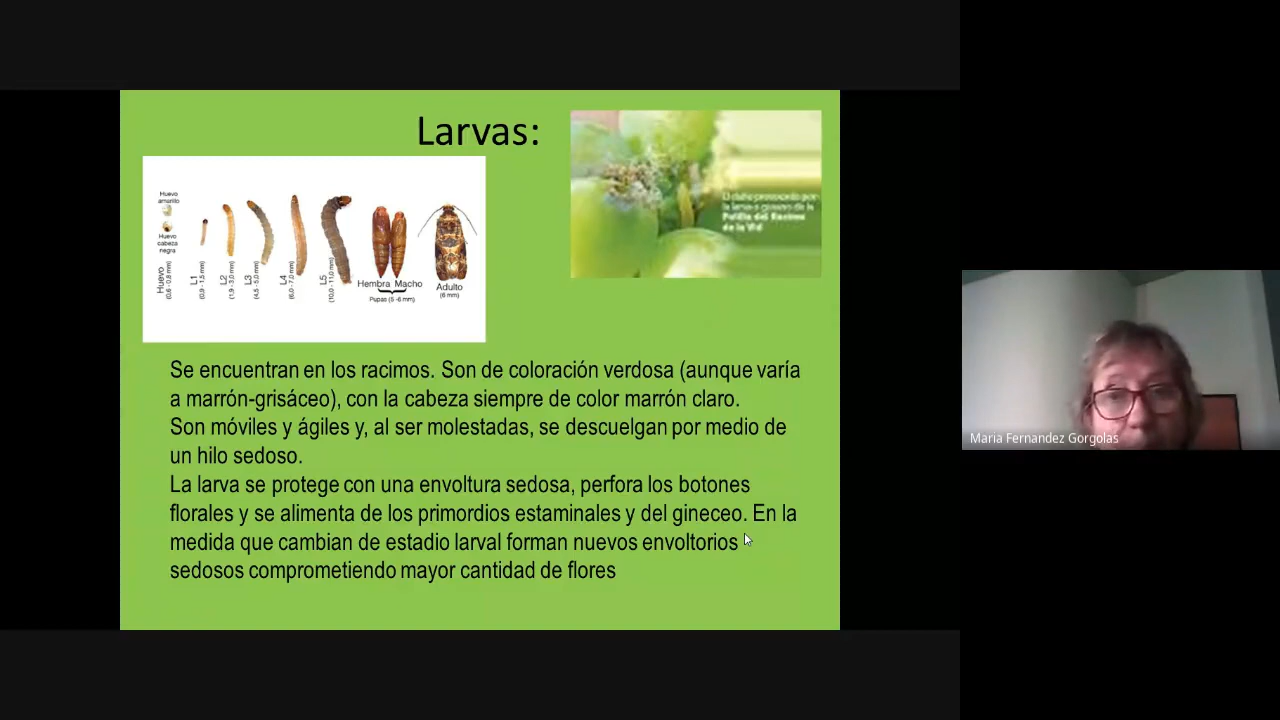 Larvas:
Huevo
amarillo
Huevo
cabeza
negra
Huevo
(0,6 - 0,8 mm)
L1
(0,9 - 1,5 mm)
L2
(1,9 - 3,0 mm)
L3
(4,5 - 5,0 mm)
L4
(6,0 - 7,0 mm)
L5
(10,0 - 11,0 mm)
Hembra Macho
Pupas (5 -6 mm)
Adulto
(6 mm)
El daño provocado por
la larva a granos de la
Polilla del Racimo
de la Vid
Se encuentran en los racimos. Son de coloración verdosa (aunque varía
a marrón-grisáceo), con la cabeza siempre de color marrón claro.
Son móviles y ágiles y, al ser molestadas, se descuelgan por medio de
un hilo sedoso.
La larva se protege con una envoltura sedosa, perfora los botones
florales y se alimenta de los primordios estaminales y del gineceo. En la
medida que cambian de estadio larval forman nuevos envoltorios
sedosos comprometiendo mayor cantidad de flores
Maria Fernandez Gorgolas